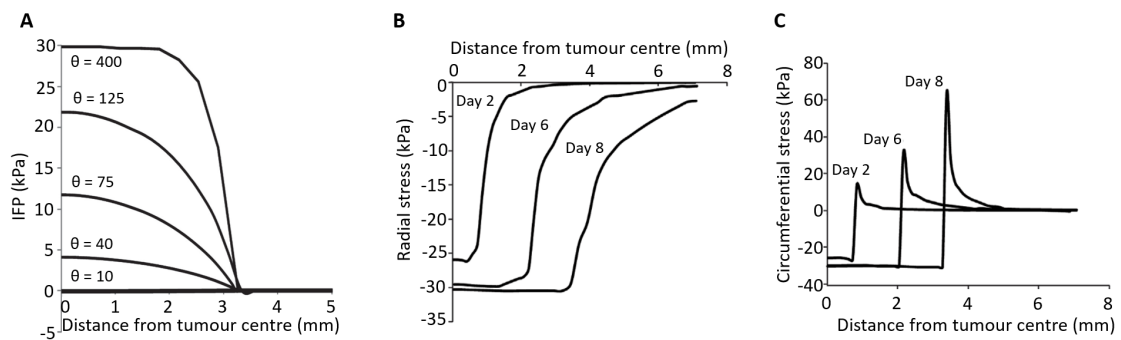 A
IFP (kPa)
30
25
20
15
10
5
0
-5
θ = 400
θ = 125
θ = 75
θ = 40
θ = 10
0 1 2 3 4 5
Distance from tumour centre (mm)
B
Distance from tumour centre (mm)
0 2 4 6 8
Radial stress (kPa)
0
-5
-10
-15
-20
-25
-30
-35
Day 2
Day 6
Day 8
C
Circumferential stress (kPa)
80
60
40
20
0
-20
-40
Day 8
Day 6
Day 2
0 2 4 6 8
Distance from tumour centre (mm)